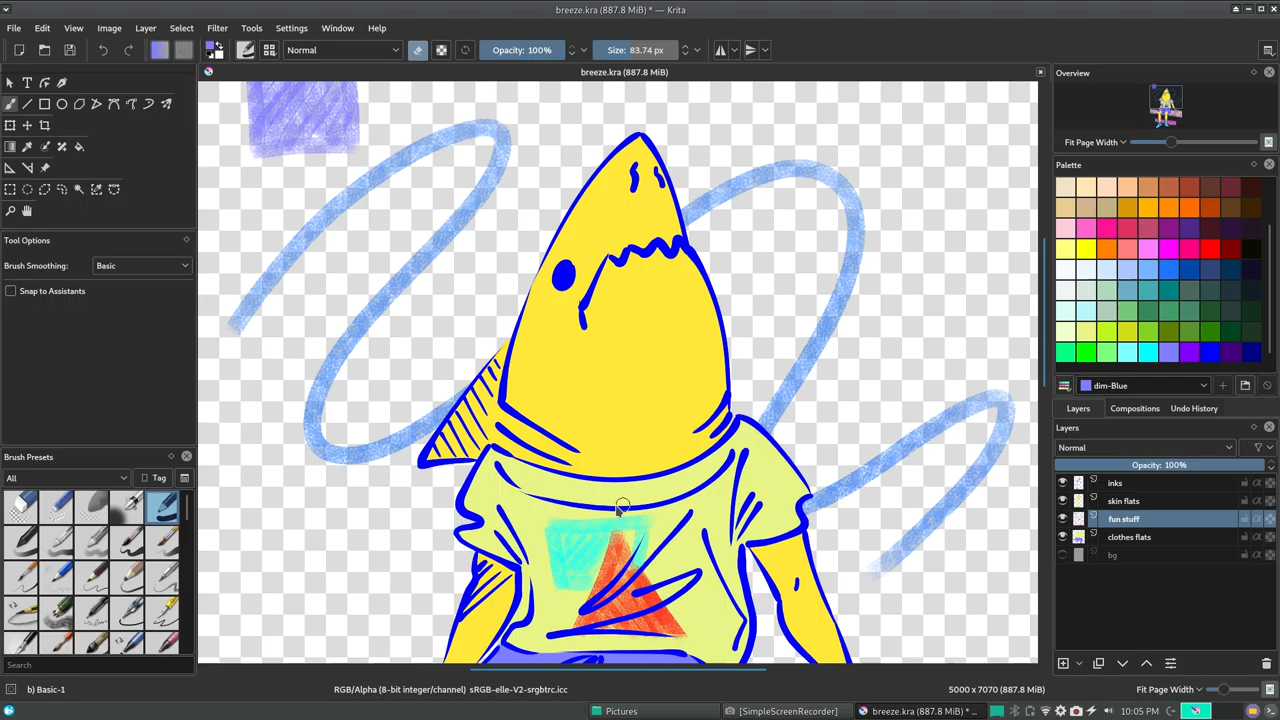 breeze.kra (887.8 MiB) * — Krita
File Edit View Image Layer Select Filter Tools Settings Window Help
Normal
Opacity: 100%
Size: 83.74 px
breeze.kra (887.8 MiB)
Overview
Fit Page Width
Palette
Tool Options
Brush Smoothing: Basic
Snap to Assistants
dim-Blue
Layers Compositions Undo History
Layers
Normal
Opacity: 100%
Brush Presets
All
Tag
inks
skin flats
fun stuff
clothes flats
bg
Search
b) Basic-1
RGB/Alpha (8-bit integer/channel) sRGB-elle-V2-srgbtrc.icc
5000 x 7070 (887.8 MiB)
Fit Page Width
Pictures
[SimpleScreenRecorder]
breeze.kra (887.8 MiB) * ...
10:05 PM